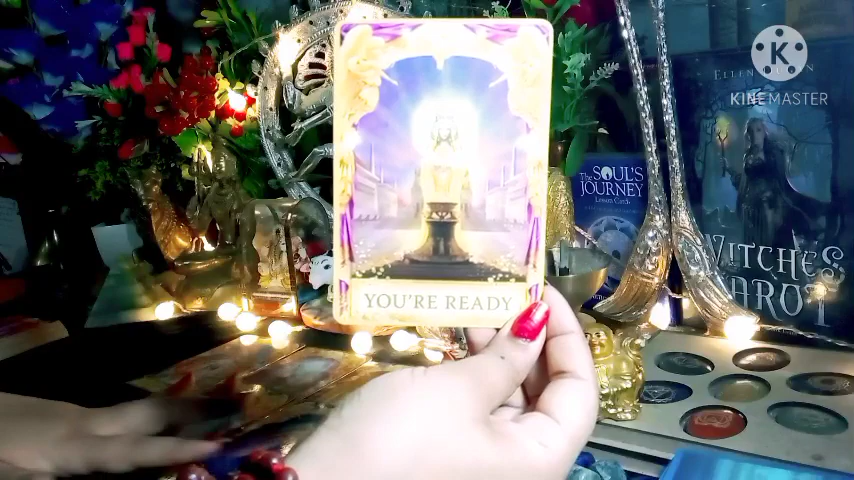 KINEMASTER
The SOUL'S
JOURNEY
Lesson Cards
WITCHES
TAROT
YOU'RE READY